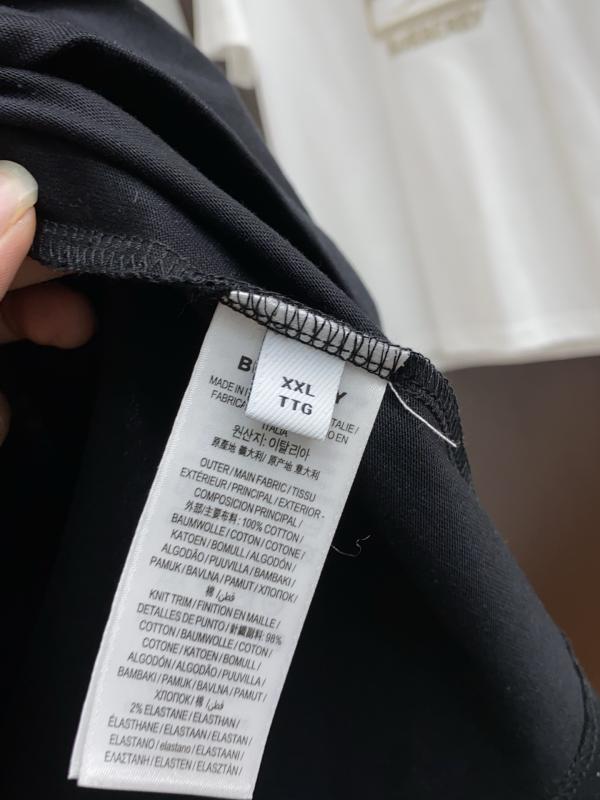 XXL
TTG
MADE IN
FABRICA
ITALIA
원산지: 이탈리아
原產地 義大利 / 原产地 意大利
OUTER / MAIN FABRIC / TISSU
EXTÉRIEUR / PRINCIPAL / EXTERIOR -
COMPOSICION PRINCIPAL /
外部/主要布料: 100% COTTON /
BAUMWOLLE / COTON / COTONE /
KATOEN / BOMULL / ALGODÓN /
ALGODÃO / PUUVILLA / BAMBAKI /
PAMUK / BAVLNA / PAMUT / ХЛОПОК /
棉 / قطن
KNIT TRIM / FINITION EN MAILLE /
DETALLES DE PUNTO / 針織副料: 98%
COTTON / BAUMWOLLE / COTON /
COTONE / KATOEN / BOMULL /
ALGODÓN / ALGODÃO / PUUVILLA /
BAMBAKI / PAMUK / BAVLNA / PAMUT /
ХЛОПОК / 棉 / قطن
2% ELASTANE / ELASTHAN /
ÉLASTHANE / ELASTAAN / ELASTAN /
ELASTANO / elastano / ELASTAANI /
ΕΛΑΣΤΑΝΗ / ELASTEN / ELASZTÁN /